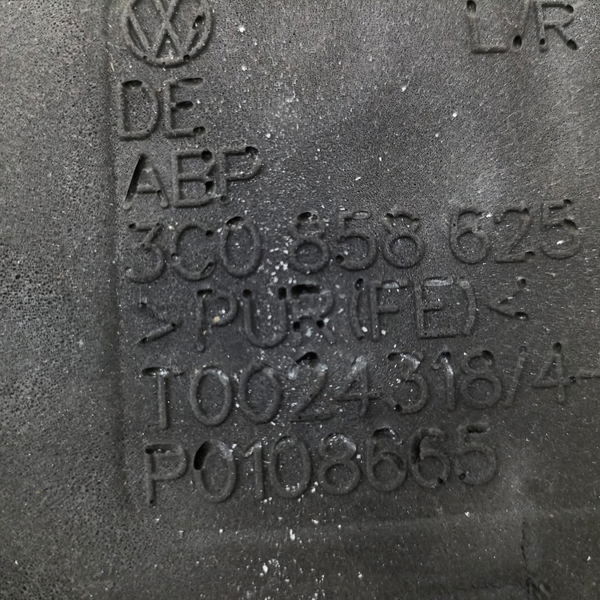 L/R
DE
ABP
3C0 858 625
>PUR(FE)<
T0024318/4-
P0108665